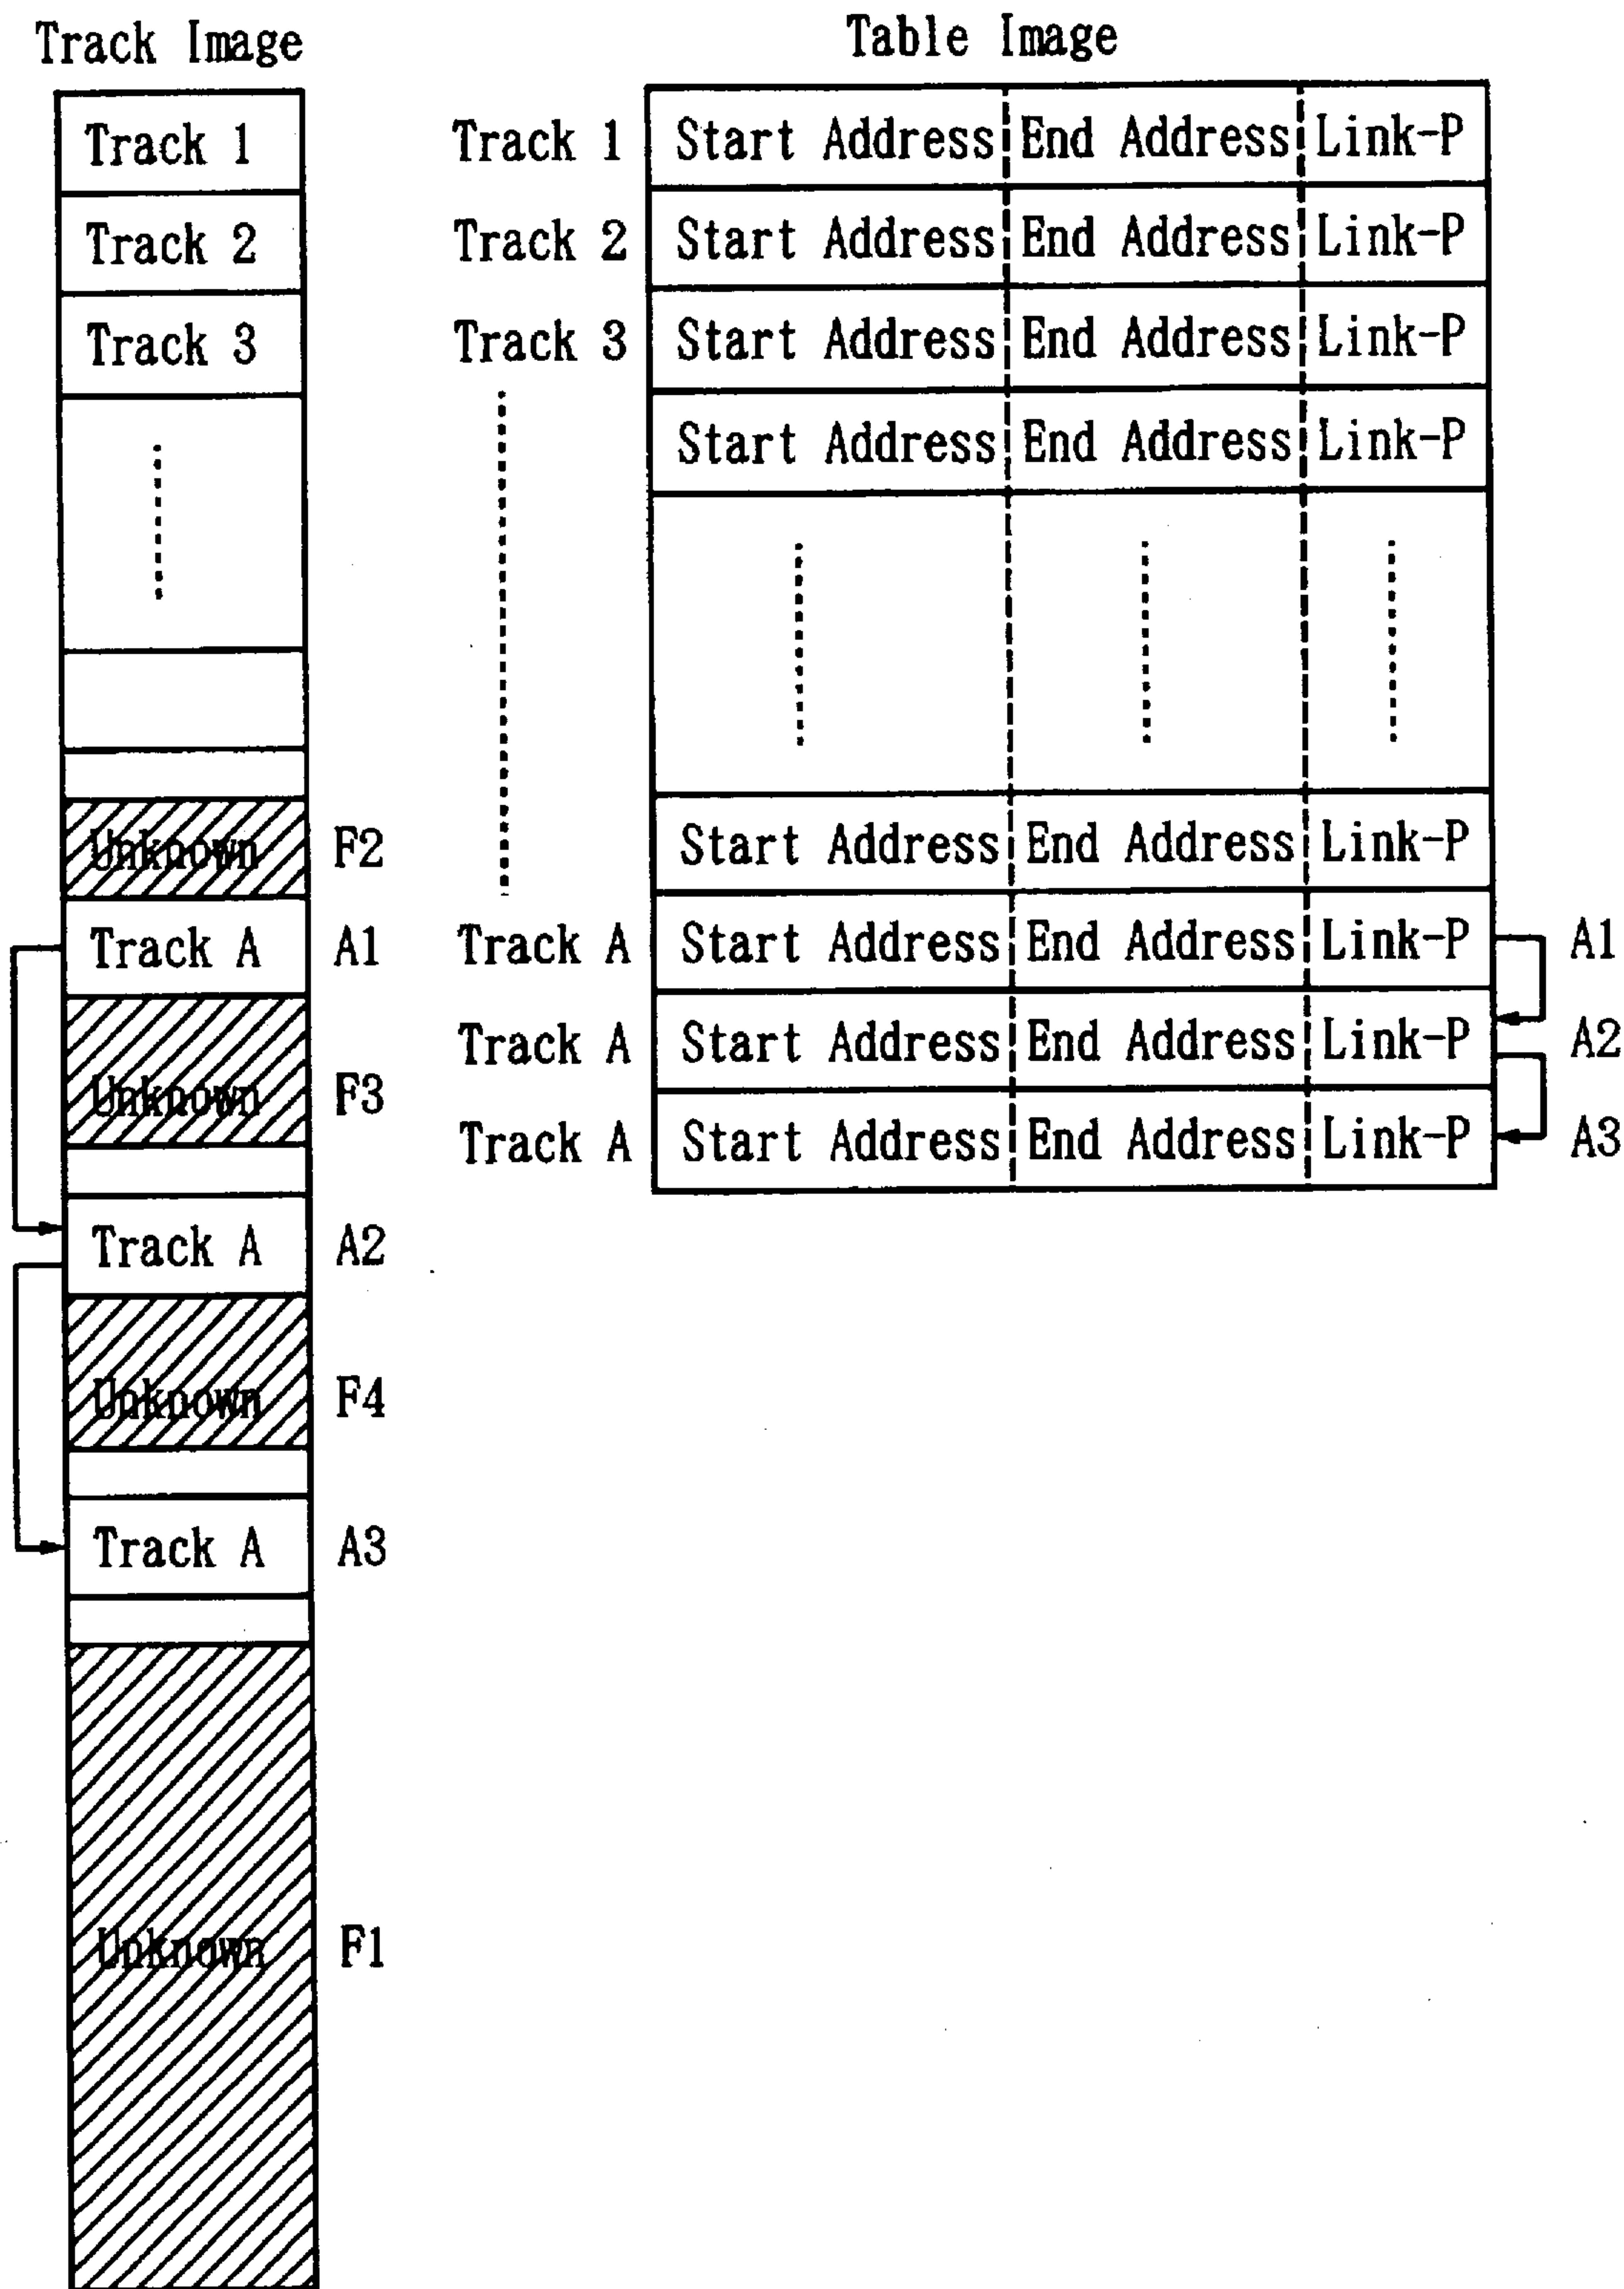 Track Image
Track 1
Track 2
Track 3
Unknown F2
Track A A1
Unknown F3
Track A A2
Unknown F4
Track A A3
Unknown F1
Table Image
Track 1 Start Address End Address Link-P
Track 2 Start Address End Address Link-P
Track 3 Start Address End Address Link-P
Start Address End Address Link-P
Start Address End Address Link-P
Track A Start Address End Address Link-P A1
Track A Start Address End Address Link-P A2
Track A Start Address End Address Link-P A3